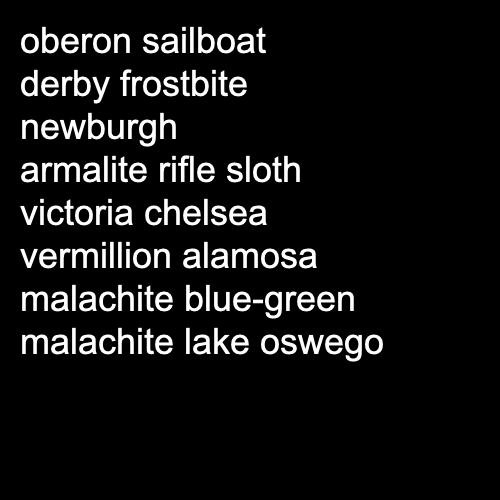 oberon sailboat
derby frostbite
newburgh
armalite rifle sloth
victoria chelsea
vermillion alamosa
malachite blue-green
malachite lake oswego